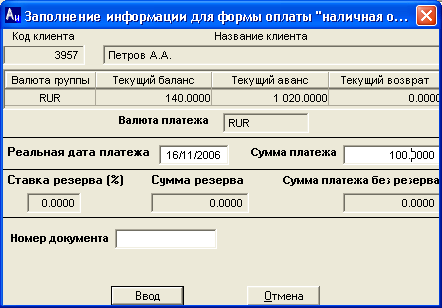 Aи Заполнение информации для формы оплаты "наличная о...
Код клиента Название клиента
3957 Петров А.А.
Валюта группы Текущий баланс Текущий аванс Текущий возврат
RUR 140.0000 1 020.0000 0.0000
Валюта платежа RUR
Реальная дата платежа 16/11/2006 Сумма платежа 100.0000
Ставка резерва (%) Сумма резерва Сумма платежа без резерва
0.0000 0.0000 0.0000
Номер документа
Ввод Отмена